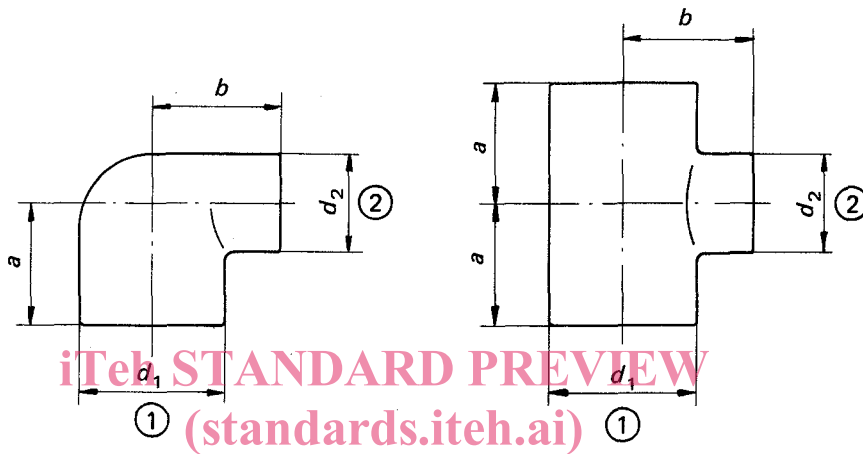 b
b
a
d2
②
a
d2
②
a
iTeh STANDARD PREVIEW
d1
d1
①
①
(standards.iteh.ai)